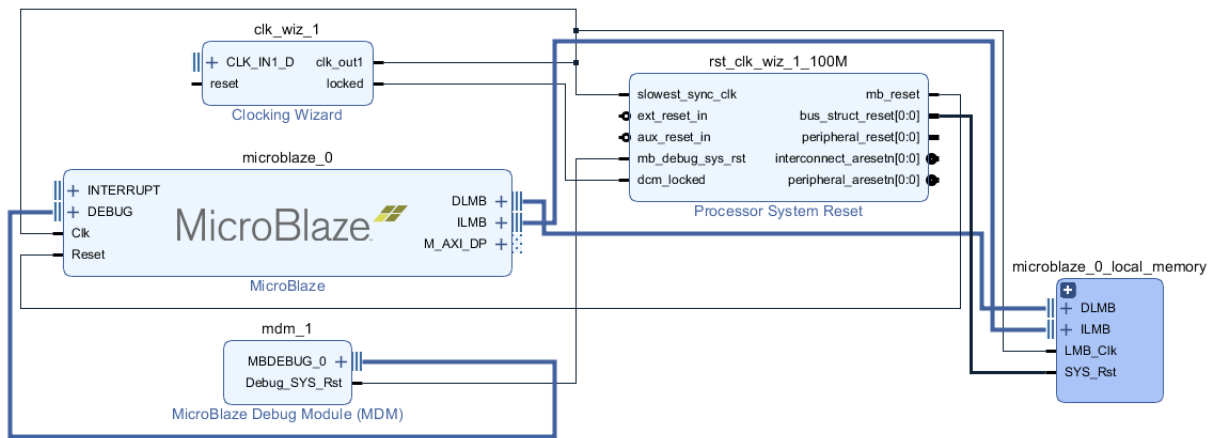 clk_wiz_1
CLK_IN1_D clk_out1
reset locked
Clocking Wizard
rst_clk_wiz_1_100M
slowest_sync_clk mb_reset
ext_reset_in bus_struct_reset[0:0]
aux_reset_in peripheral_reset[0:0]
mb_debug_sys_rst interconnect_aresetn[0:0]
dcm_locked peripheral_aresetn[0:0]
Processor System Reset
microblaze_0
INTERRUPT
DEBUG
Clk
Reset
MicroBlaze
DLMB
ILMB
M_AXI_DP
MicroBlaze
microblaze_0_local_memory
DLMB
ILMB
LMB_Clk
SYS_Rst
mdm_1
MBDEBUG_0
Debug_SYS_Rst
MicroBlaze Debug Module (MDM)